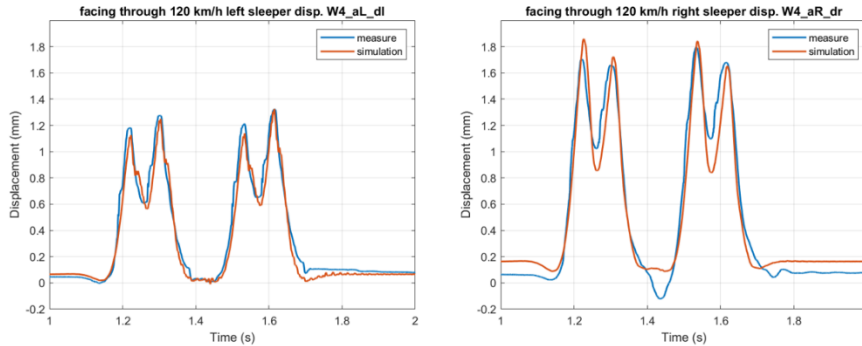 facing through 120 km/h left sleeper disp. W4_aL_dl
measure
simulation
1.8
1.6
1.4
1.2
1
0.8
0.6
0.4
0.2
0
-0.2
Displacement (mm)
1 1.2 1.4 1.6 1.8 2
Time (s)
facing through 120 km/h right sleeper disp. W4_aR_dr
measure
simulation
1.8
1.6
1.4
1.2
1
0.8
0.6
0.4
0.2
0
-0.2
Displacement (mm)
1 1.2 1.4 1.6 1.8
Time (s)